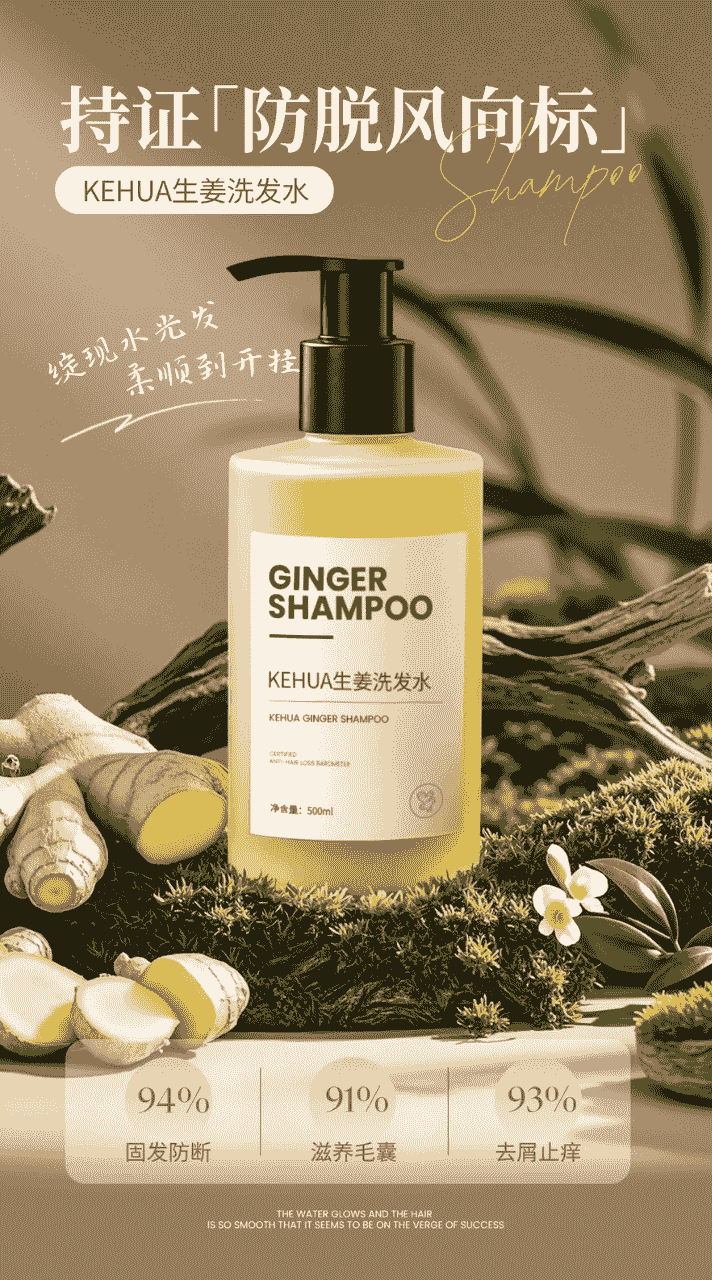 持证「防脱风向标」
KEHUA生姜洗发水
Shampoo
绽现水光发
柔顺到开挂
GINGER
SHAMPOO
KEHUA生姜洗发水
KEHUA GINGER SHAMPOO
CERTIFIED
ANTI-HAIR LOSS BAROMETER
净含量：500ml
94%
固发防断
91%
滋养毛囊
93%
去屑止痒
THE WATER GLOWS AND THE HAIR
IS SO SMOOTH THAT IT SEEMS TO BE ON THE VERGE OF SUCCESS